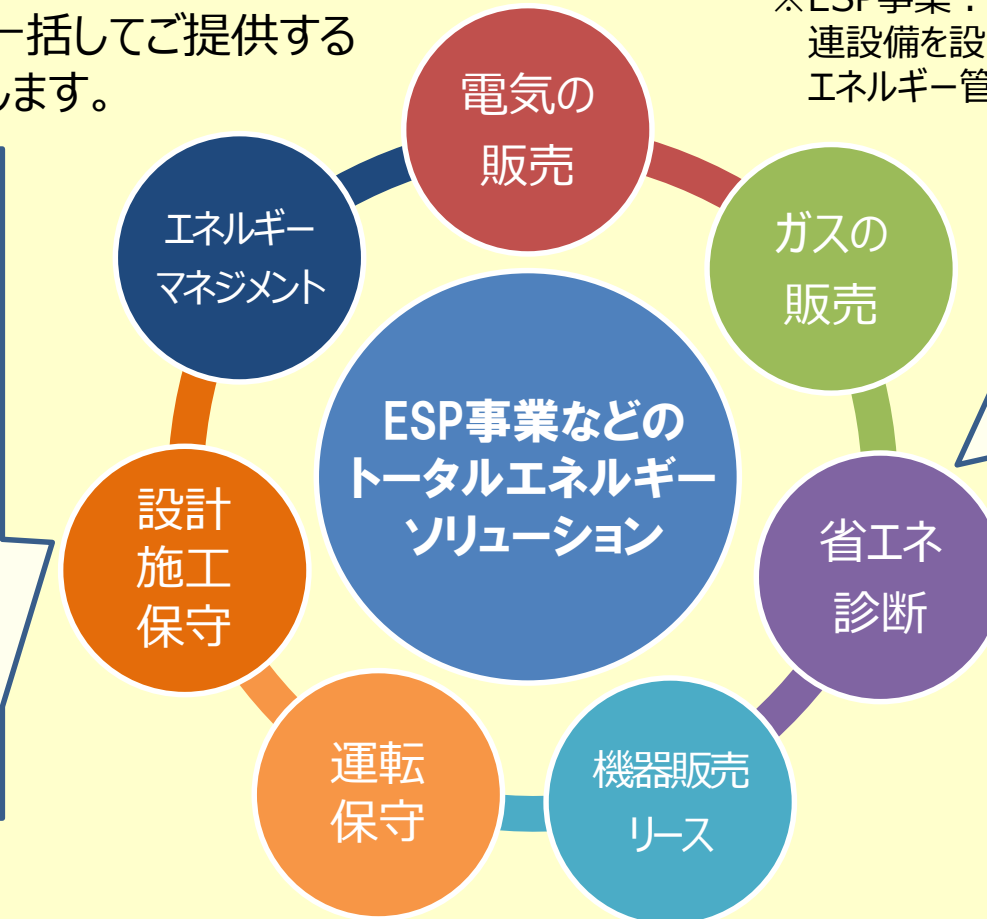 一括してご提供する
します。
※ESP事業：
連設備を設
エネルギー管
電気の
販売
ガスの
販売
省エネ
診断
機器販売
リース
運転
保守
設計
施工
保守
エネルギー
マネジメント
ESP事業などの
トータルエネルギー
ソリューション